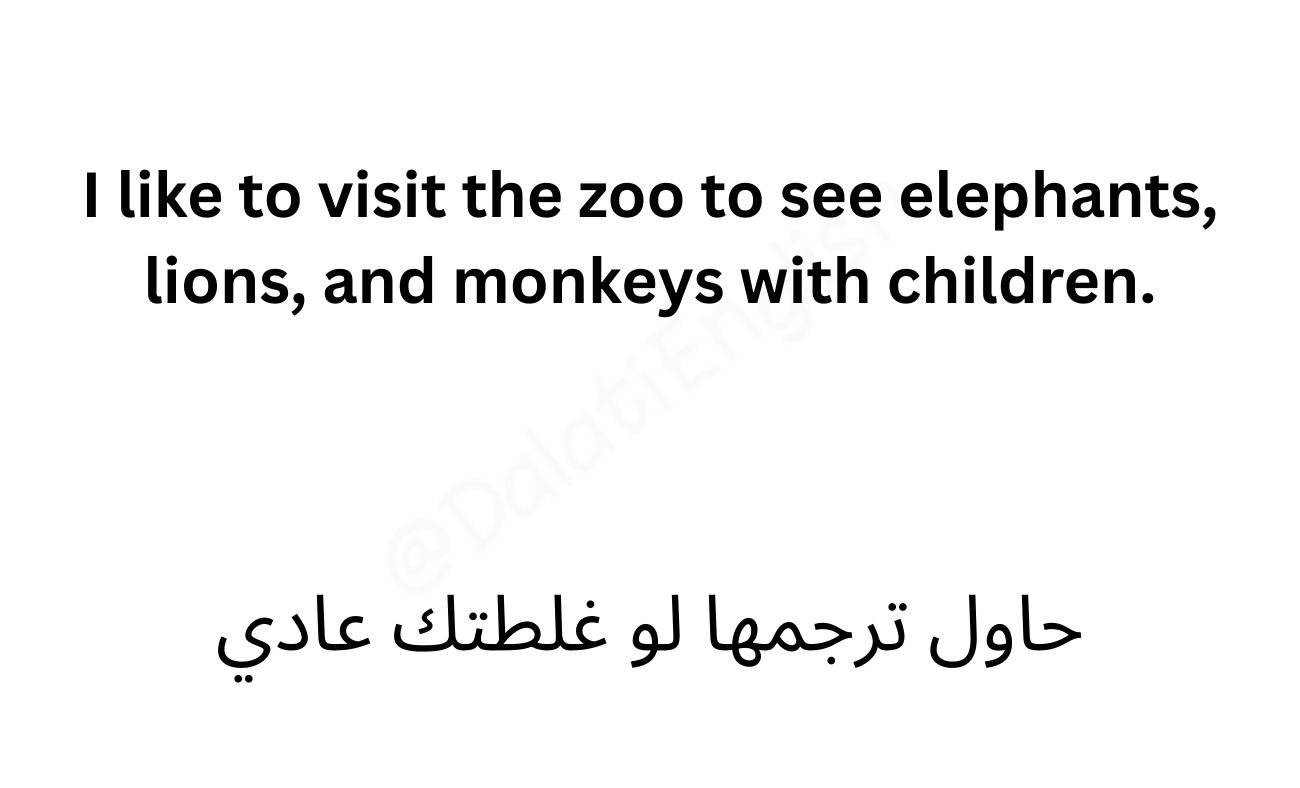 I like to visit the zoo to see elephants,
lions, and monkeys with children.
@DalatiEnglish
حاول ترجمها لو غلطتك عادي